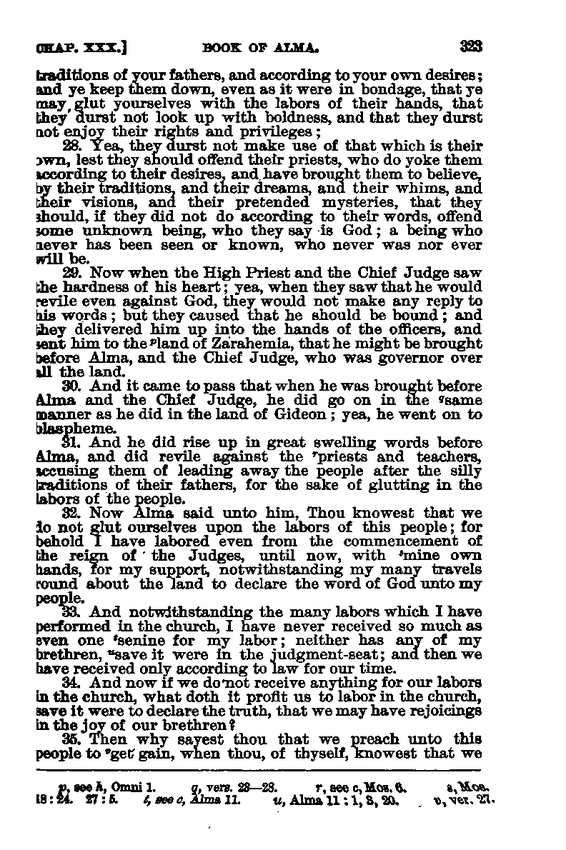 CHAP. XXX.] BOOK OF ALMA. 323
traditions of your fathers, and according to your own desires;
and ye keep them down, even as it were in bondage, that ye
may glut yourselves with the labors of their hands, that
they durst not look up with boldness, and that they durst
not enjoy their rights and privileges;
28. Yea, they durst not make use of that which is their
own, lest they should offend their priests, who do yoke them
according to their desires, and have brought them to believe,
by their traditions, and their dreams, and their whims, and
their visions, and their pretended mysteries, that they
should, if they did not do according to their words, offend
some unknown being, who they say is God; a being who
never has been seen or known, who never was nor ever
will be.
29. Now when the High Priest and the Chief Judge saw
the hardness of his heart; yea, when they saw that he would
revile even against God, they would not make any reply to
his words; but they caused that he should be bound; and
they delivered him up into the hands of the officers, and
sent him to the pland of Zarahemla, that he might be brought
before Alma, and the Chief Judge, who was governor over
all the land.
30. And it came to pass that when he was brought before
Alma and the Chief Judge, he did go on in the qsame
manner as he did in the land of Gideon; yea, he went on to
blaspheme.
31. And he did rise up in great swelling words before
Alma, and did revile against the rpriests and teachers,
accusing them of leading away the people after the silly
traditions of their fathers, for the sake of glutting in the
labors of the people.
32. Now Alma said unto him, Thou knowest that we
do not glut ourselves upon the labors of this people; for
behold I have labored even from the commencement of
the reign of the Judges, until now, with smine own
hands, for my support, notwithstanding my many travels
round about the land to declare the word of God unto my
people.
33. And notwithstanding the many labors which I have
performed in the church, I have never received so much as
even one tsenine for my labor; neither has any of my
brethren, usave it were in the judgment-seat; and then we
have received only according to law for our time.
34. And now if we do not receive anything for our labors
in the church, what doth it profit us to labor in the church,
save it were to declare the truth, that we may have rejoicings
in the joy of our brethren?
35. Then why sayest thou that we preach unto this
people to vget gain, when thou, of thyself, knowest that we
p, see h, Omni 1. q, vers. 23—28. r, see c, Mos. 6. s, Mos.
18:24. 27:5. t, see c, Alma 11. u, Alma 11:1, 3, 20. v, ver. 27.